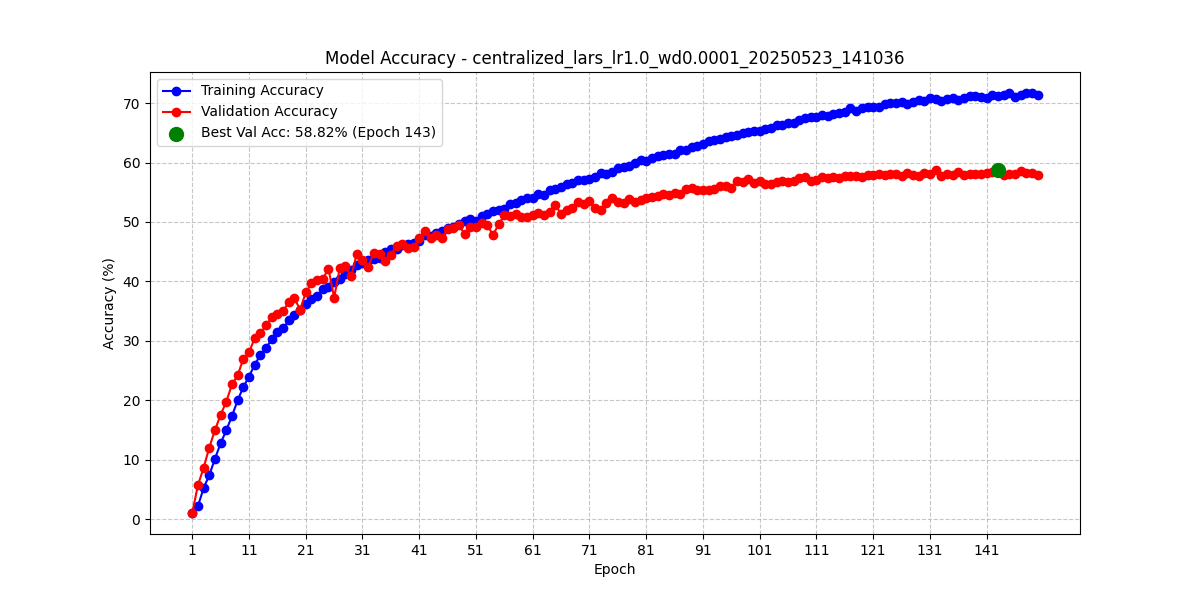 Model Accuracy - centralized_lars_lr1.0_wd0.0001_20250523_141036
Training Accuracy
Validation Accuracy
Best Val Acc: 58.82% (Epoch 143)
Accuracy (%)
70
60
50
40
30
20
10
0
1 11 21 31 41 51 61 71 81 91 101 111 121 131 141
Epoch